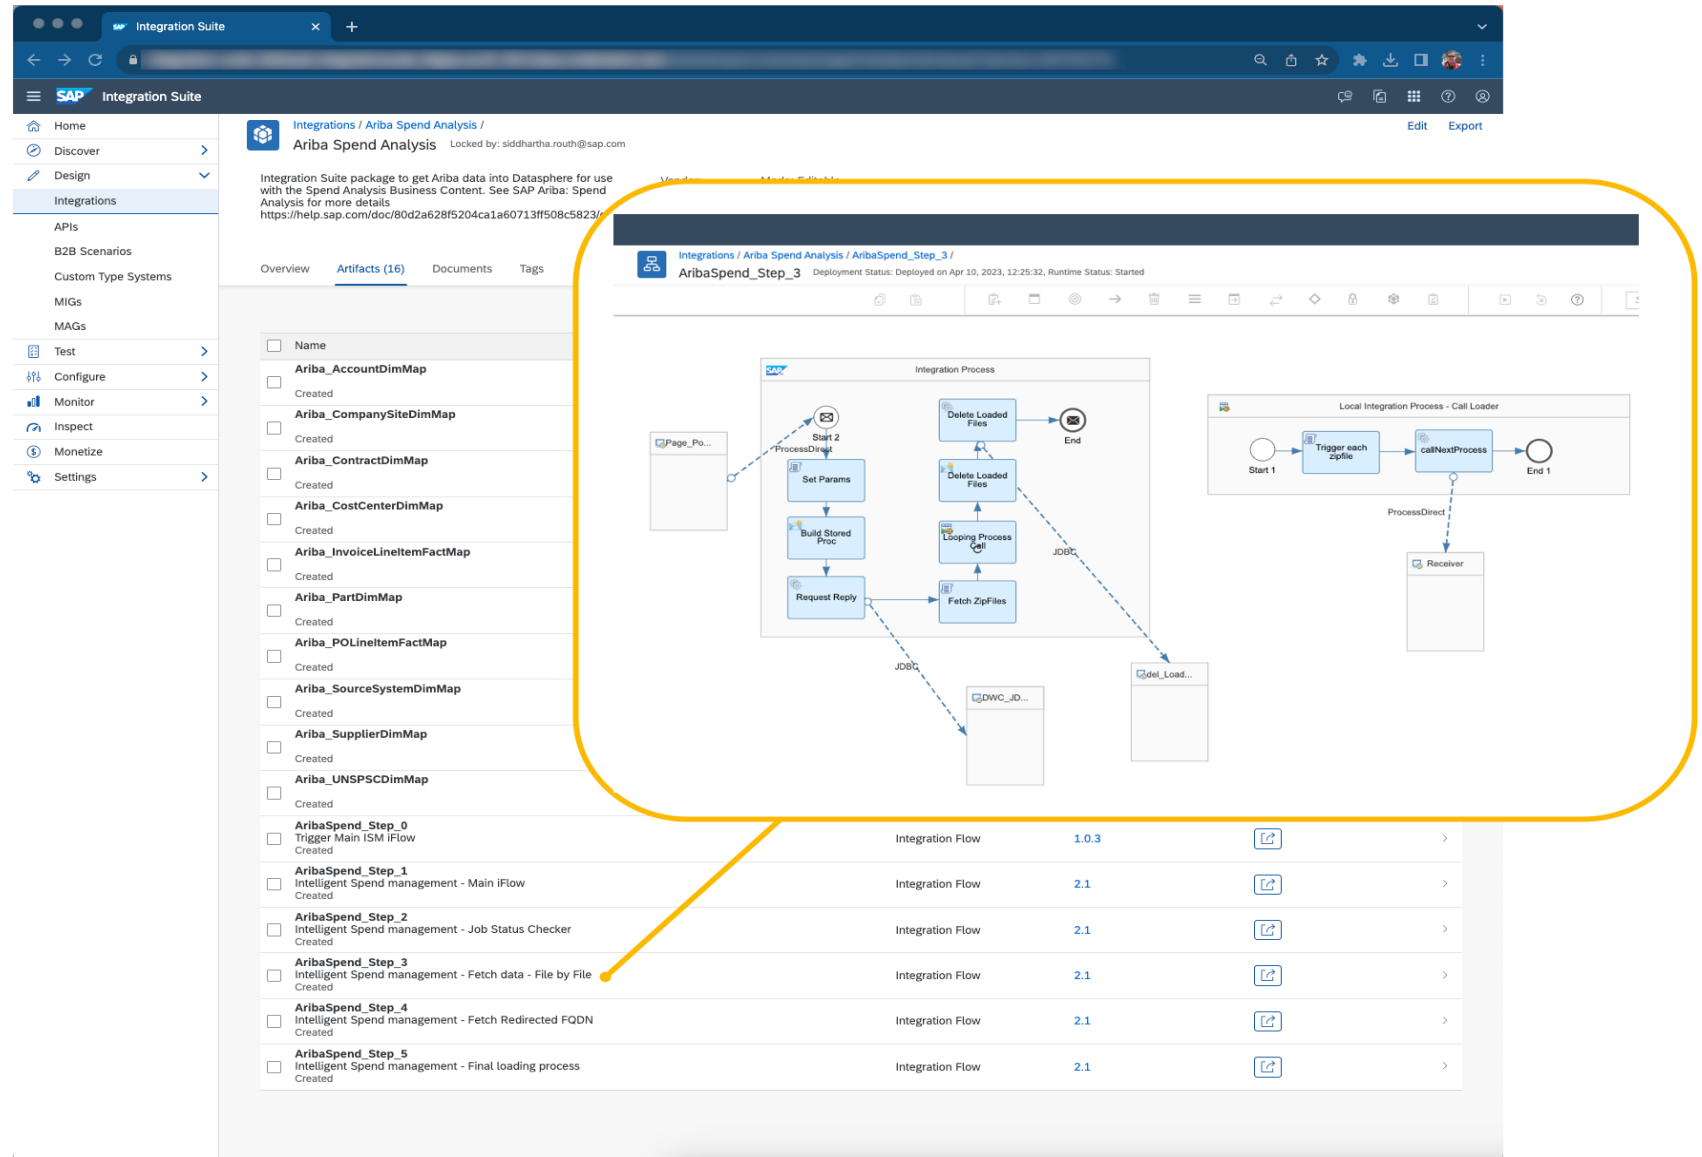 Integration Suite
SAP Integration Suite
Home
Discover
Design
Integrations
APIs
B2B Scenarios
Custom Type Systems
MIGs
MAGs
Test
Configure
Monitor
Inspect
Monetize
Settings
Integrations / Ariba Spend Analysis /
Ariba Spend Analysis Locked by: siddhartha.routh@sap.com
Edit Export
Integration Suite package to get Ariba data into Datasphere for use
with the Spend Analysis Business Content. See SAP Ariba: Spend
Analysis for more details
https://help.sap.com/doc/80d2a628f5204ca1a60713ff508c5823/
Vendor: Mode: Editable
Overview Artifacts (16) Documents Tags
Name
Ariba_AccountDimMap
Created
Ariba_CompanySiteDimMap
Created
Ariba_ContractDimMap
Created
Ariba_CostCenterDimMap
Created
Ariba_InvoiceLineItemFactMap
Created
Ariba_PartDimMap
Created
Ariba_POLineItemFactMap
Created
Ariba_SourceSystemDimMap
Created
Ariba_SupplierDimMap
Created
Ariba_UNSPSCDimMap
Created
AribaSpend_Step_0
Trigger Main ISM iFlow
Created
Integration Flow 1.0.3
AribaSpend_Step_1
Intelligent Spend management - Main iFlow
Created
Integration Flow 2.1
AribaSpend_Step_2
Intelligent Spend management - Job Status Checker
Created
Integration Flow 2.1
AribaSpend_Step_3
Intelligent Spend management - Fetch data - File by File
Created
Integration Flow 2.1
AribaSpend_Step_4
Intelligent Spend management - Fetch Redirected FQDN
Created
Integration Flow 2.1
AribaSpend_Step_5
Intelligent Spend management - Final loading process
Created
Integration Flow 2.1
Integrations / Ariba Spend Analysis / AribaSpend_Step_3 /
AribaSpend_Step_3 Deployment Status: Deployed on Apr 10, 2023, 12:25:32, Runtime Status: Started
SAP Integration Process
Page_Po...
Start 2
ProcessDirect
Set Params
Build Stored
Proc
Request Reply
Delete Loaded
Files
End
Delete Loaded
Files
Looping Process
Call
Fetch ZipFiles
JDBC
JDBC
DWC_JD...
del_Load...
Local Integration Process - Call Loader
Start 1
Trigger each
zipfile
callNextProcess
End 1
ProcessDirect
Receiver